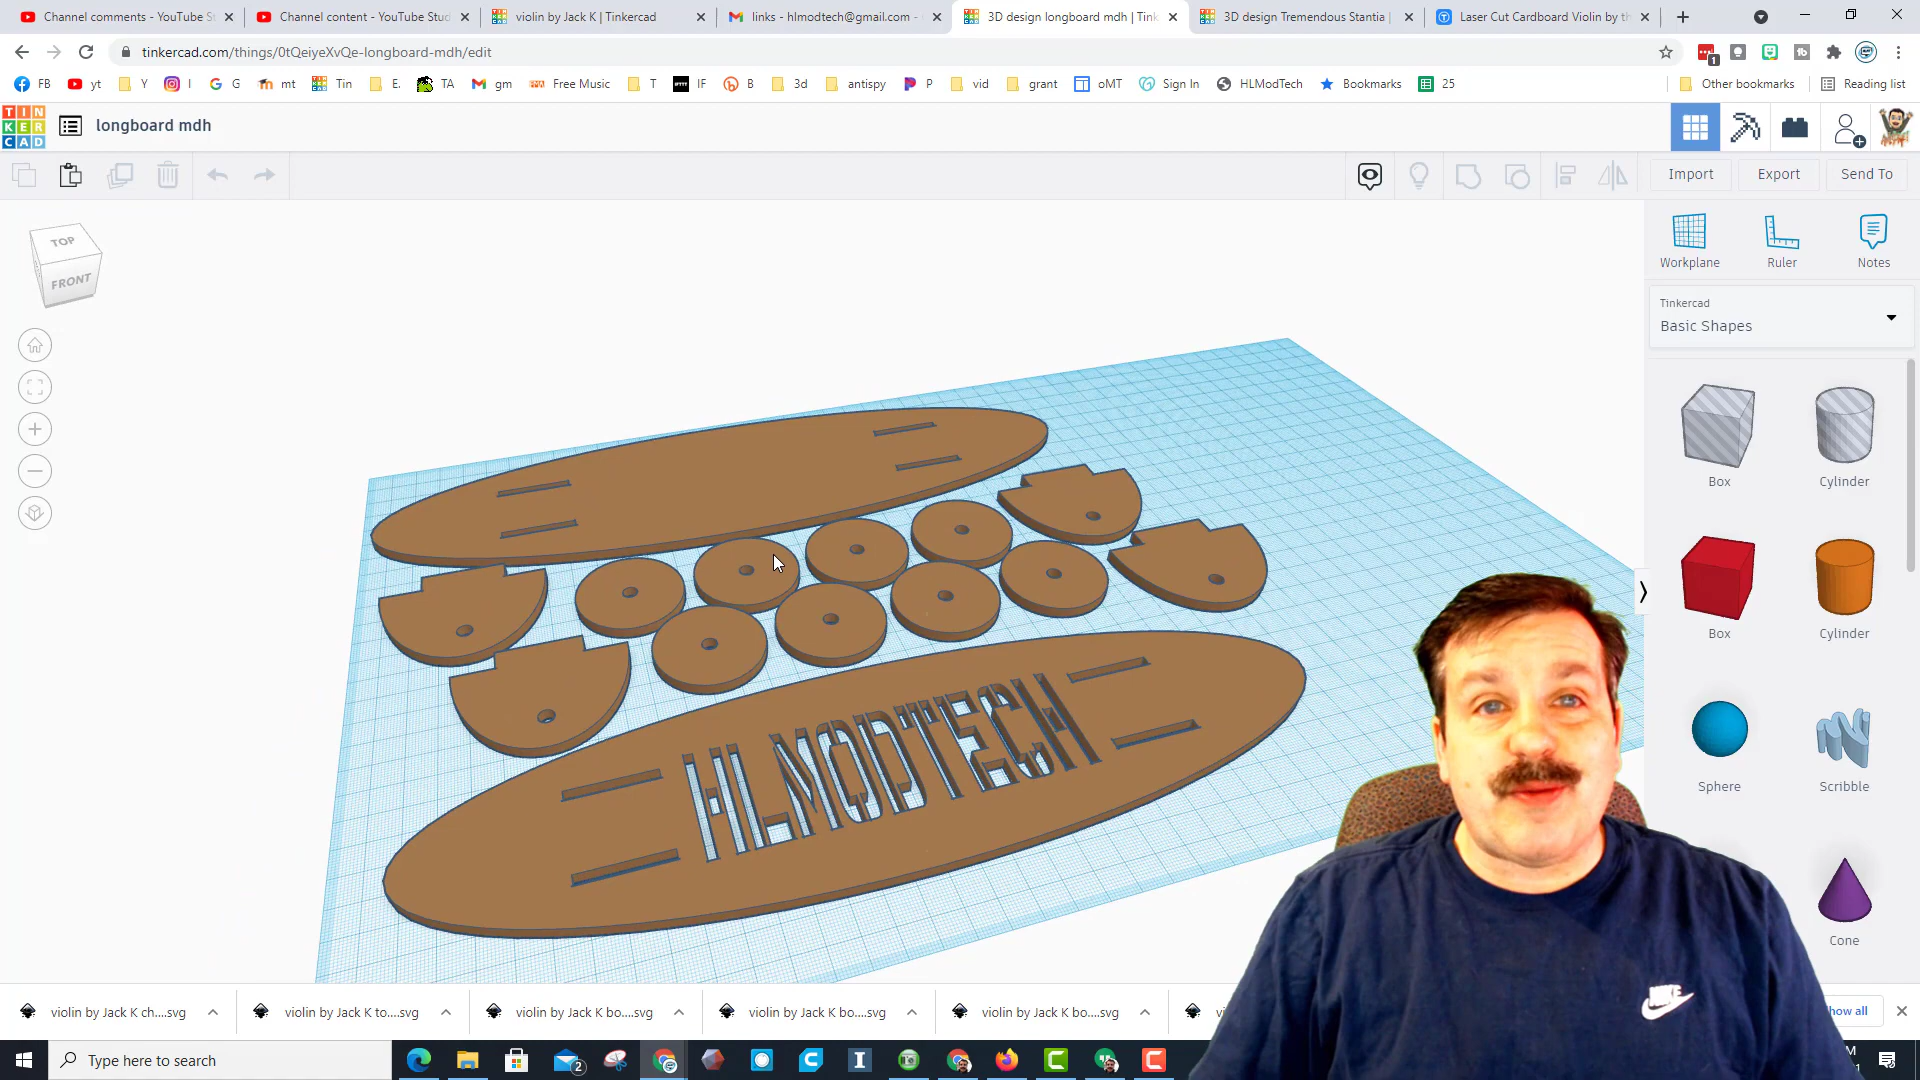 Channel comments - YouTube St
Channel content - YouTube Stud
violin by Jack K | Tinkercad
links - hlmodtech@gmail.com -
3D design longboard mdh | Tink
3D design Tremendous Stantia |
Laser Cut Cardboard Violin by th
tinkercad.com/things/0tQeiyeXvQe-longboard-mdh/edit
FB yt Y I G mt Tin E. TA gm Free Music T IF B 3d antispy P vid grant oMT Sign In HLModTech Bookmarks 25 Other bookmarks Reading list
TIN
KER
CAD
longboard mdh
Import Export Send To
TOP
FRONT
Workplane Ruler Notes
Tinkercad
Basic Shapes
Box Cylinder
Box Cylinder
Sphere Scribble
Cone
HLMODTECH
violin by Jack K ch....svg
violin by Jack K to....svg
violin by Jack K bo....svg
violin by Jack K bo....svg
violin by Jack K bo....svg
Type here to search
2